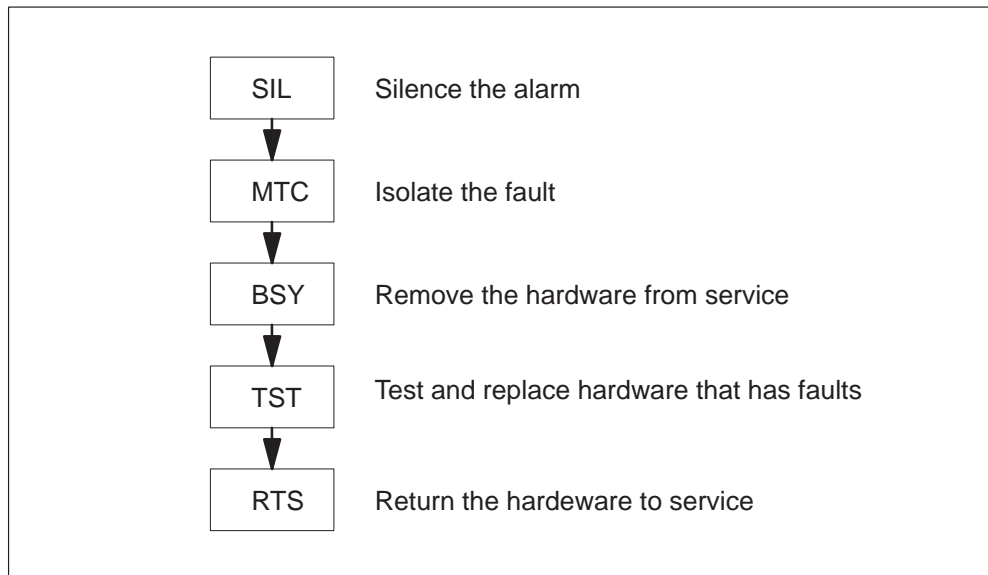 SIL Silence the alarm
MTC Isolate the fault
BSY Remove the hardware from service
TST Test and replace hardware that has faults
RTS Return the hardeware to service